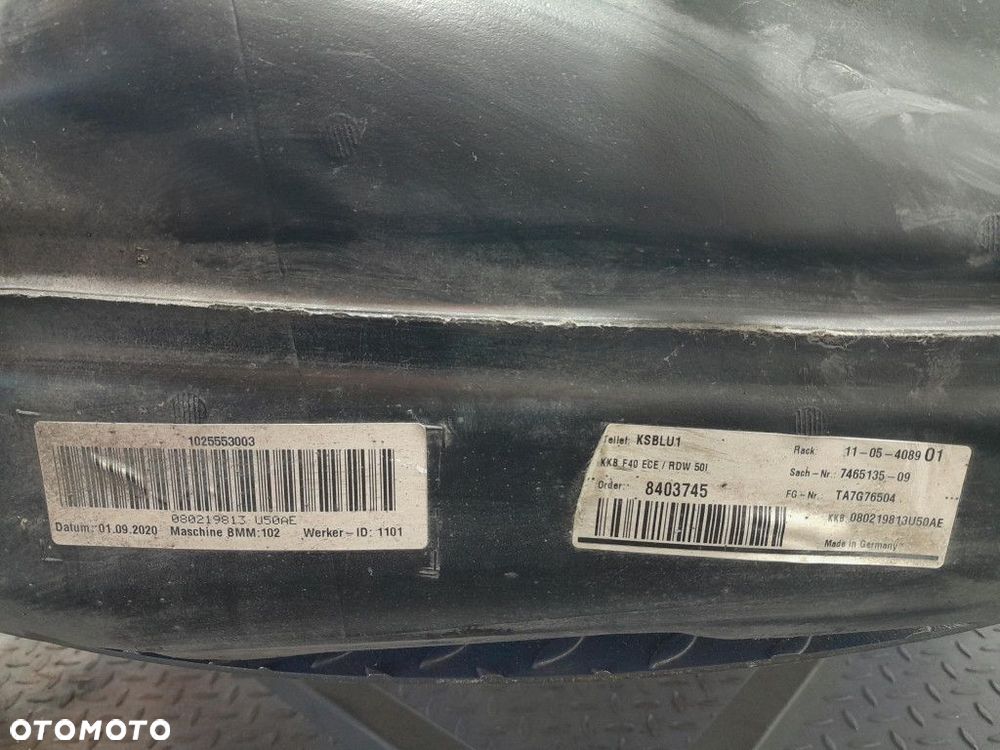 1025553003
080219813 U50AE
Datum: 01.09.2020 Maschine BMM:102 Werker-ID: 1101
KSBLU1
KKB F40 ECE / RDW 50l
Order: 8403745
Rack 11-05-4089 01
Sach-Nr. 7465135-09
FG-Nr TA7G76504
KKB 080219813U50AE
Made in Germany
OTOMOTO